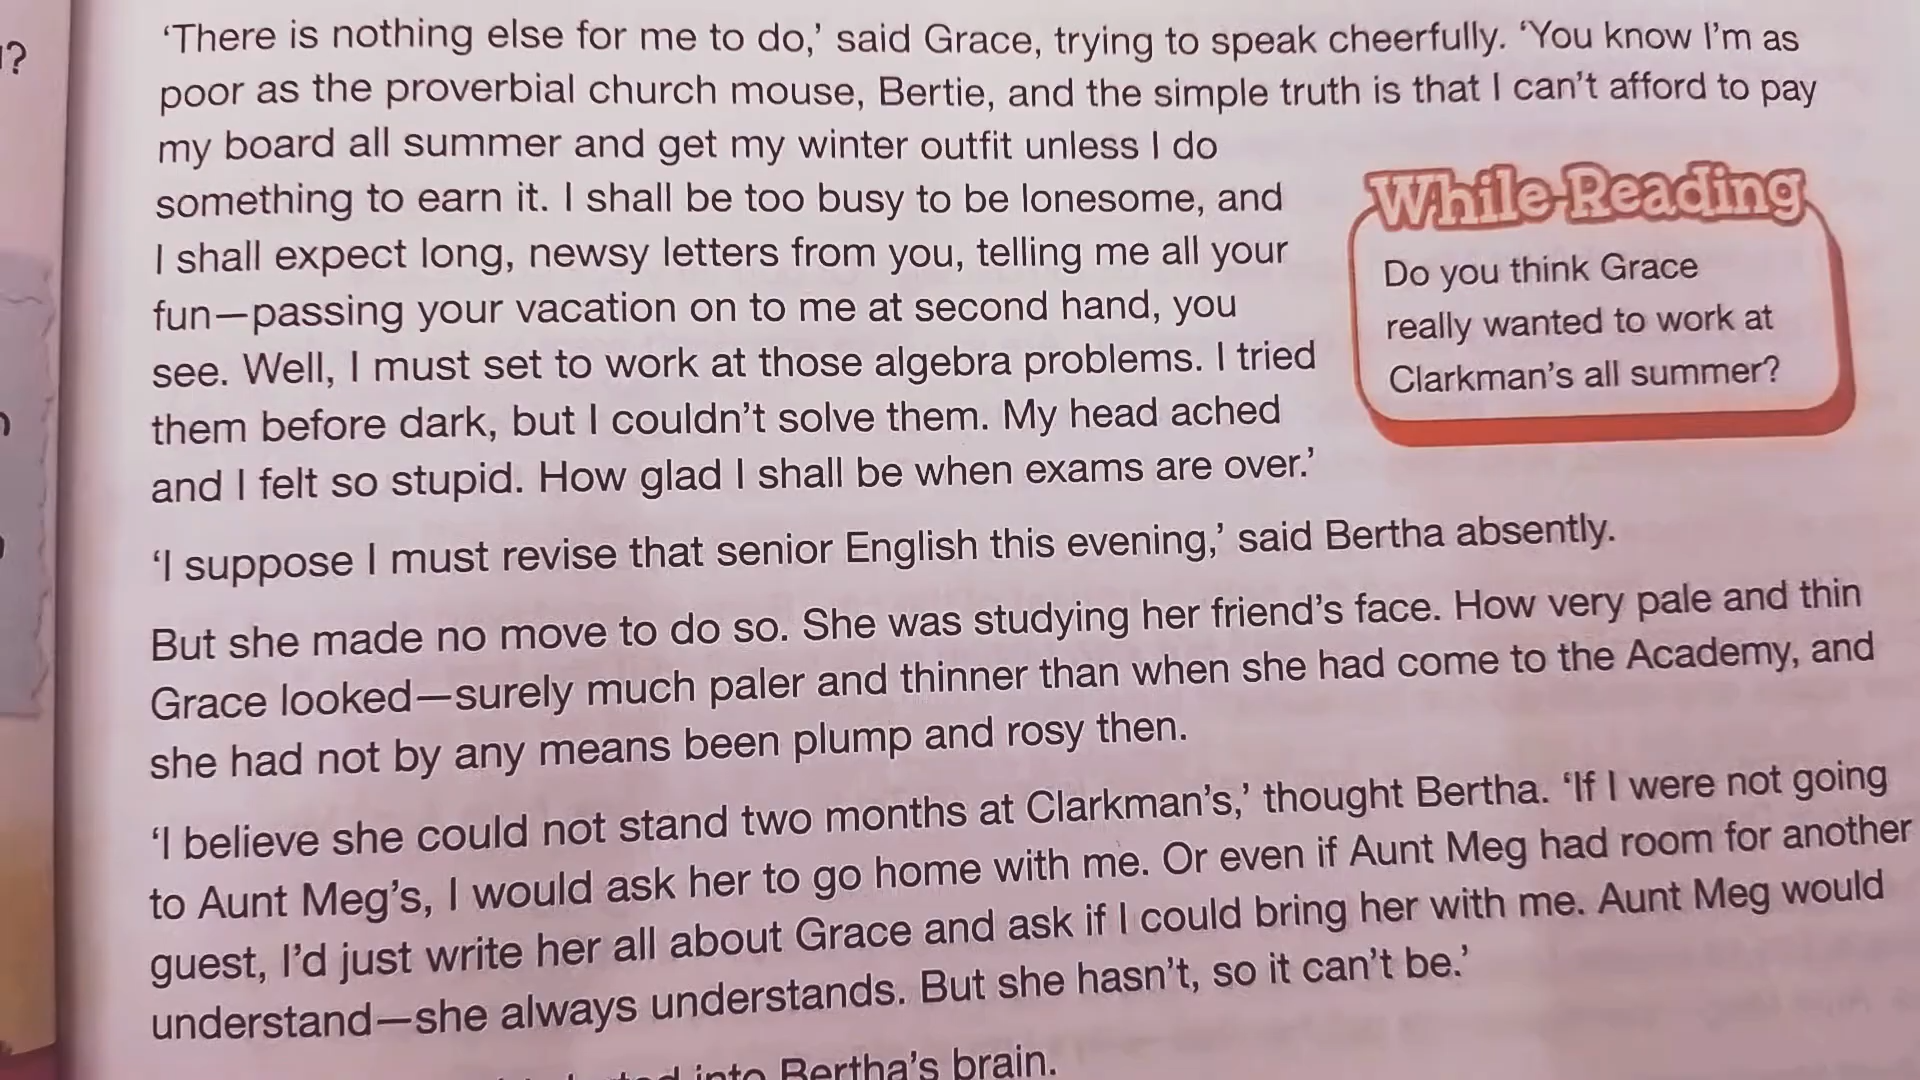 ‘There is nothing else for me to do,’ said Grace, trying to speak cheerfully. ‘You know I’m as
poor as the proverbial church mouse, Bertie, and the simple truth is that I can’t afford to pay
my board all summer and get my winter outfit unless I do
something to earn it. I shall be too busy to be lonesome, and
I shall expect long, newsy letters from you, telling me all your
fun—passing your vacation on to me at second hand, you
see. Well, I must set to work at those algebra problems. I tried
them before dark, but I couldn’t solve them. My head ached
and I felt so stupid. How glad I shall be when exams are over.’
While-Reading
Do you think Grace
really wanted to work at
Clarkman’s all summer?
‘I suppose I must revise that senior English this evening,’ said Bertha absently.
But she made no move to do so. She was studying her friend’s face. How very pale and thin
Grace looked—surely much paler and thinner than when she had come to the Academy, and
she had not by any means been plump and rosy then.
‘I believe she could not stand two months at Clarkman’s,’ thought Bertha. ‘If I were not going
to Aunt Meg’s, I would ask her to go home with me. Or even if Aunt Meg had room for another
guest, I’d just write her all about Grace and ask if I could bring her with me. Aunt Meg would
understand—she always understands. But she hasn’t, so it can’t be.’
into Bertha’s brain.